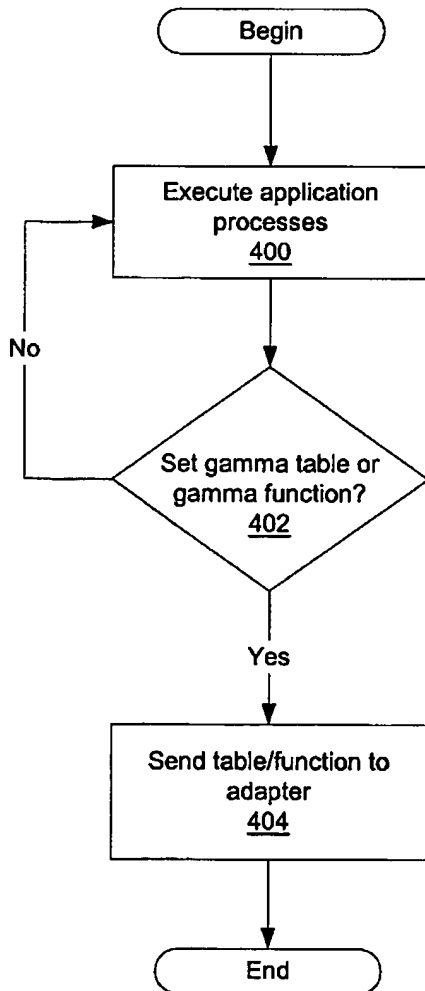 Begin
Execute application
processes
400
No
Set gamma table or
gamma function?
402
Yes
Send table/function to
adapter
404
End